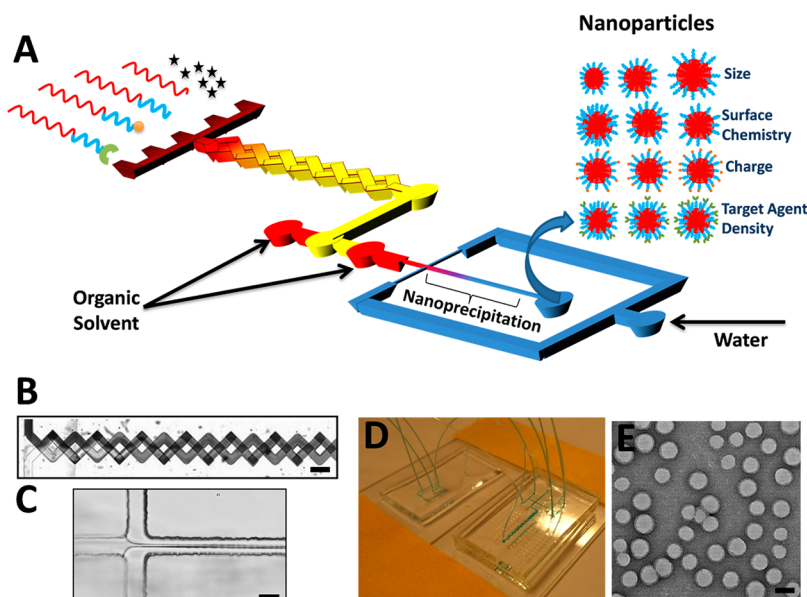 A
Nanoparticles
Size
Surface
Chemistry
Charge
Target Agent
Density
Organic
Solvent
Nanoprecipitation
Water
B
C
D
E